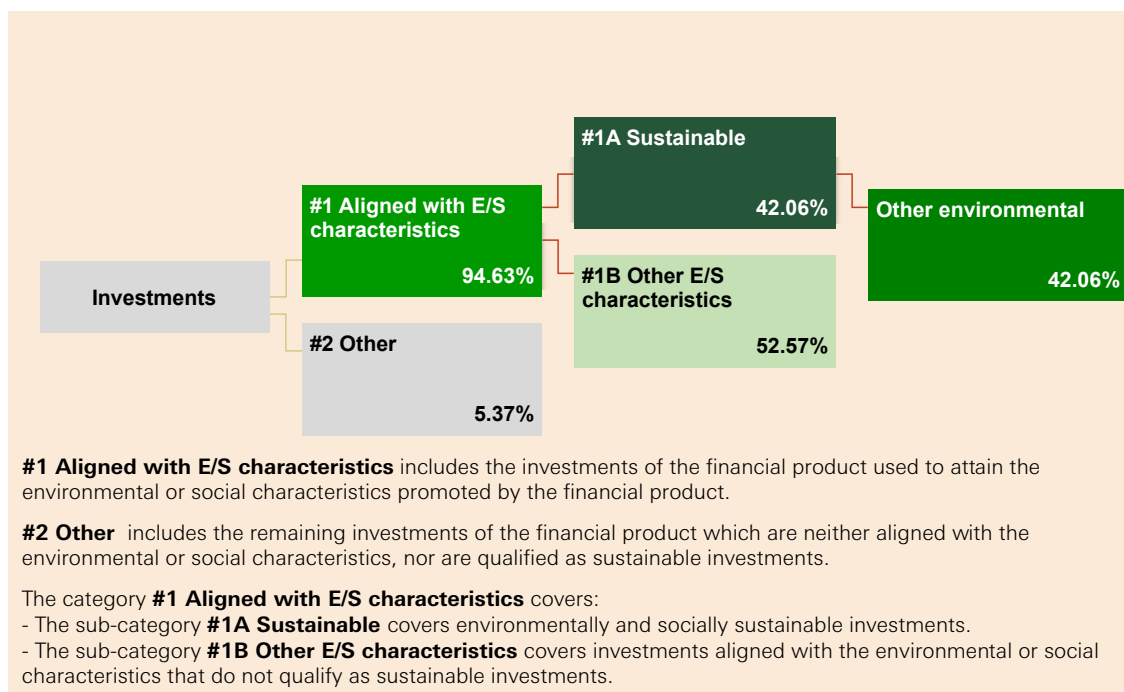 #1A Sustainable
42.06%
#1 Aligned with E/S
characteristics
94.63%
Other environmental
42.06%
Investments
#1B Other E/S
characteristics
52.57%
#2 Other
5.37%
#1 Aligned with E/S characteristics includes the investments of the financial product used to attain the
environmental or social characteristics promoted by the financial product.
#2 Other includes the remaining investments of the financial product which are neither aligned with the
environmental or social characteristics, nor are qualified as sustainable investments.
The category #1 Aligned with E/S characteristics covers:
- The sub-category #1A Sustainable covers environmentally and socially sustainable investments.
- The sub-category #1B Other E/S characteristics covers investments aligned with the environmental or social
characteristics that do not qualify as sustainable investments.